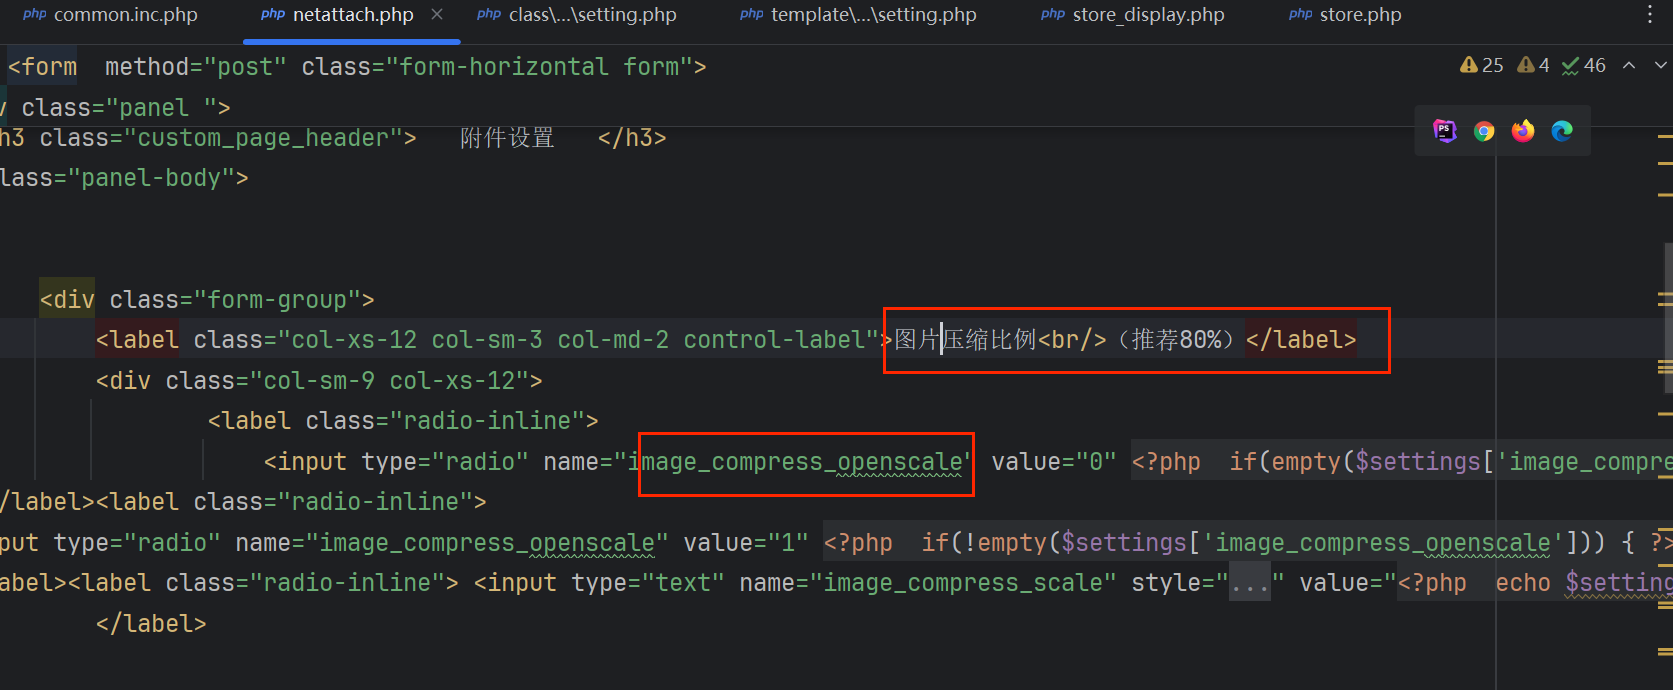 php common.inc.php php netattach.php × php class\...\setting.php php template\...\setting.php php store_display.php php store.php
<form  method="post" class="form-horizontal form">
25 4 46
class="panel ">
h3 class="custom_page_header">   附件设置   </h3>
PS
lass="panel-body">
<div class="form-group">
<label class="col-xs-12 col-sm-3 col-md-2 control-label">图片压缩比例<br/>（推荐80%）</label>
<div class="col-sm-9 col-xs-12">
<label class="radio-inline">
<input type="radio" name="image_compress_openscale" value="0" <?php  if(empty($settings['image_compre
/label><label class="radio-inline">
put type="radio" name="image_compress_openscale" value="1" <?php  if(!empty($settings['image_compress_openscale'])) { ?>
abel><label class="radio-inline"> <input type="text" name="image_compress_scale" style="..." value="<?php  echo $setting
</label>